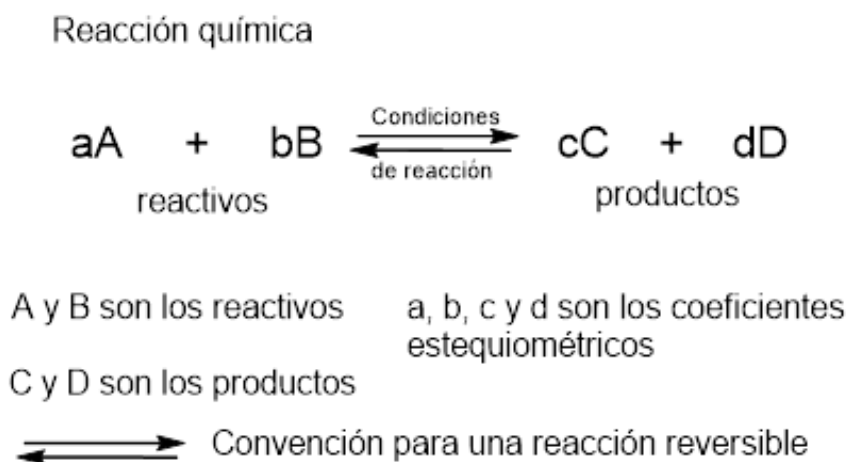 Reacción química
aA + bB Condiciones de reacción cC + dD
reactivos productos
A y B son los reactivos
a, b, c y d son los coeficientes
estequiométricos
C y D son los productos
Convención para una reacción reversible